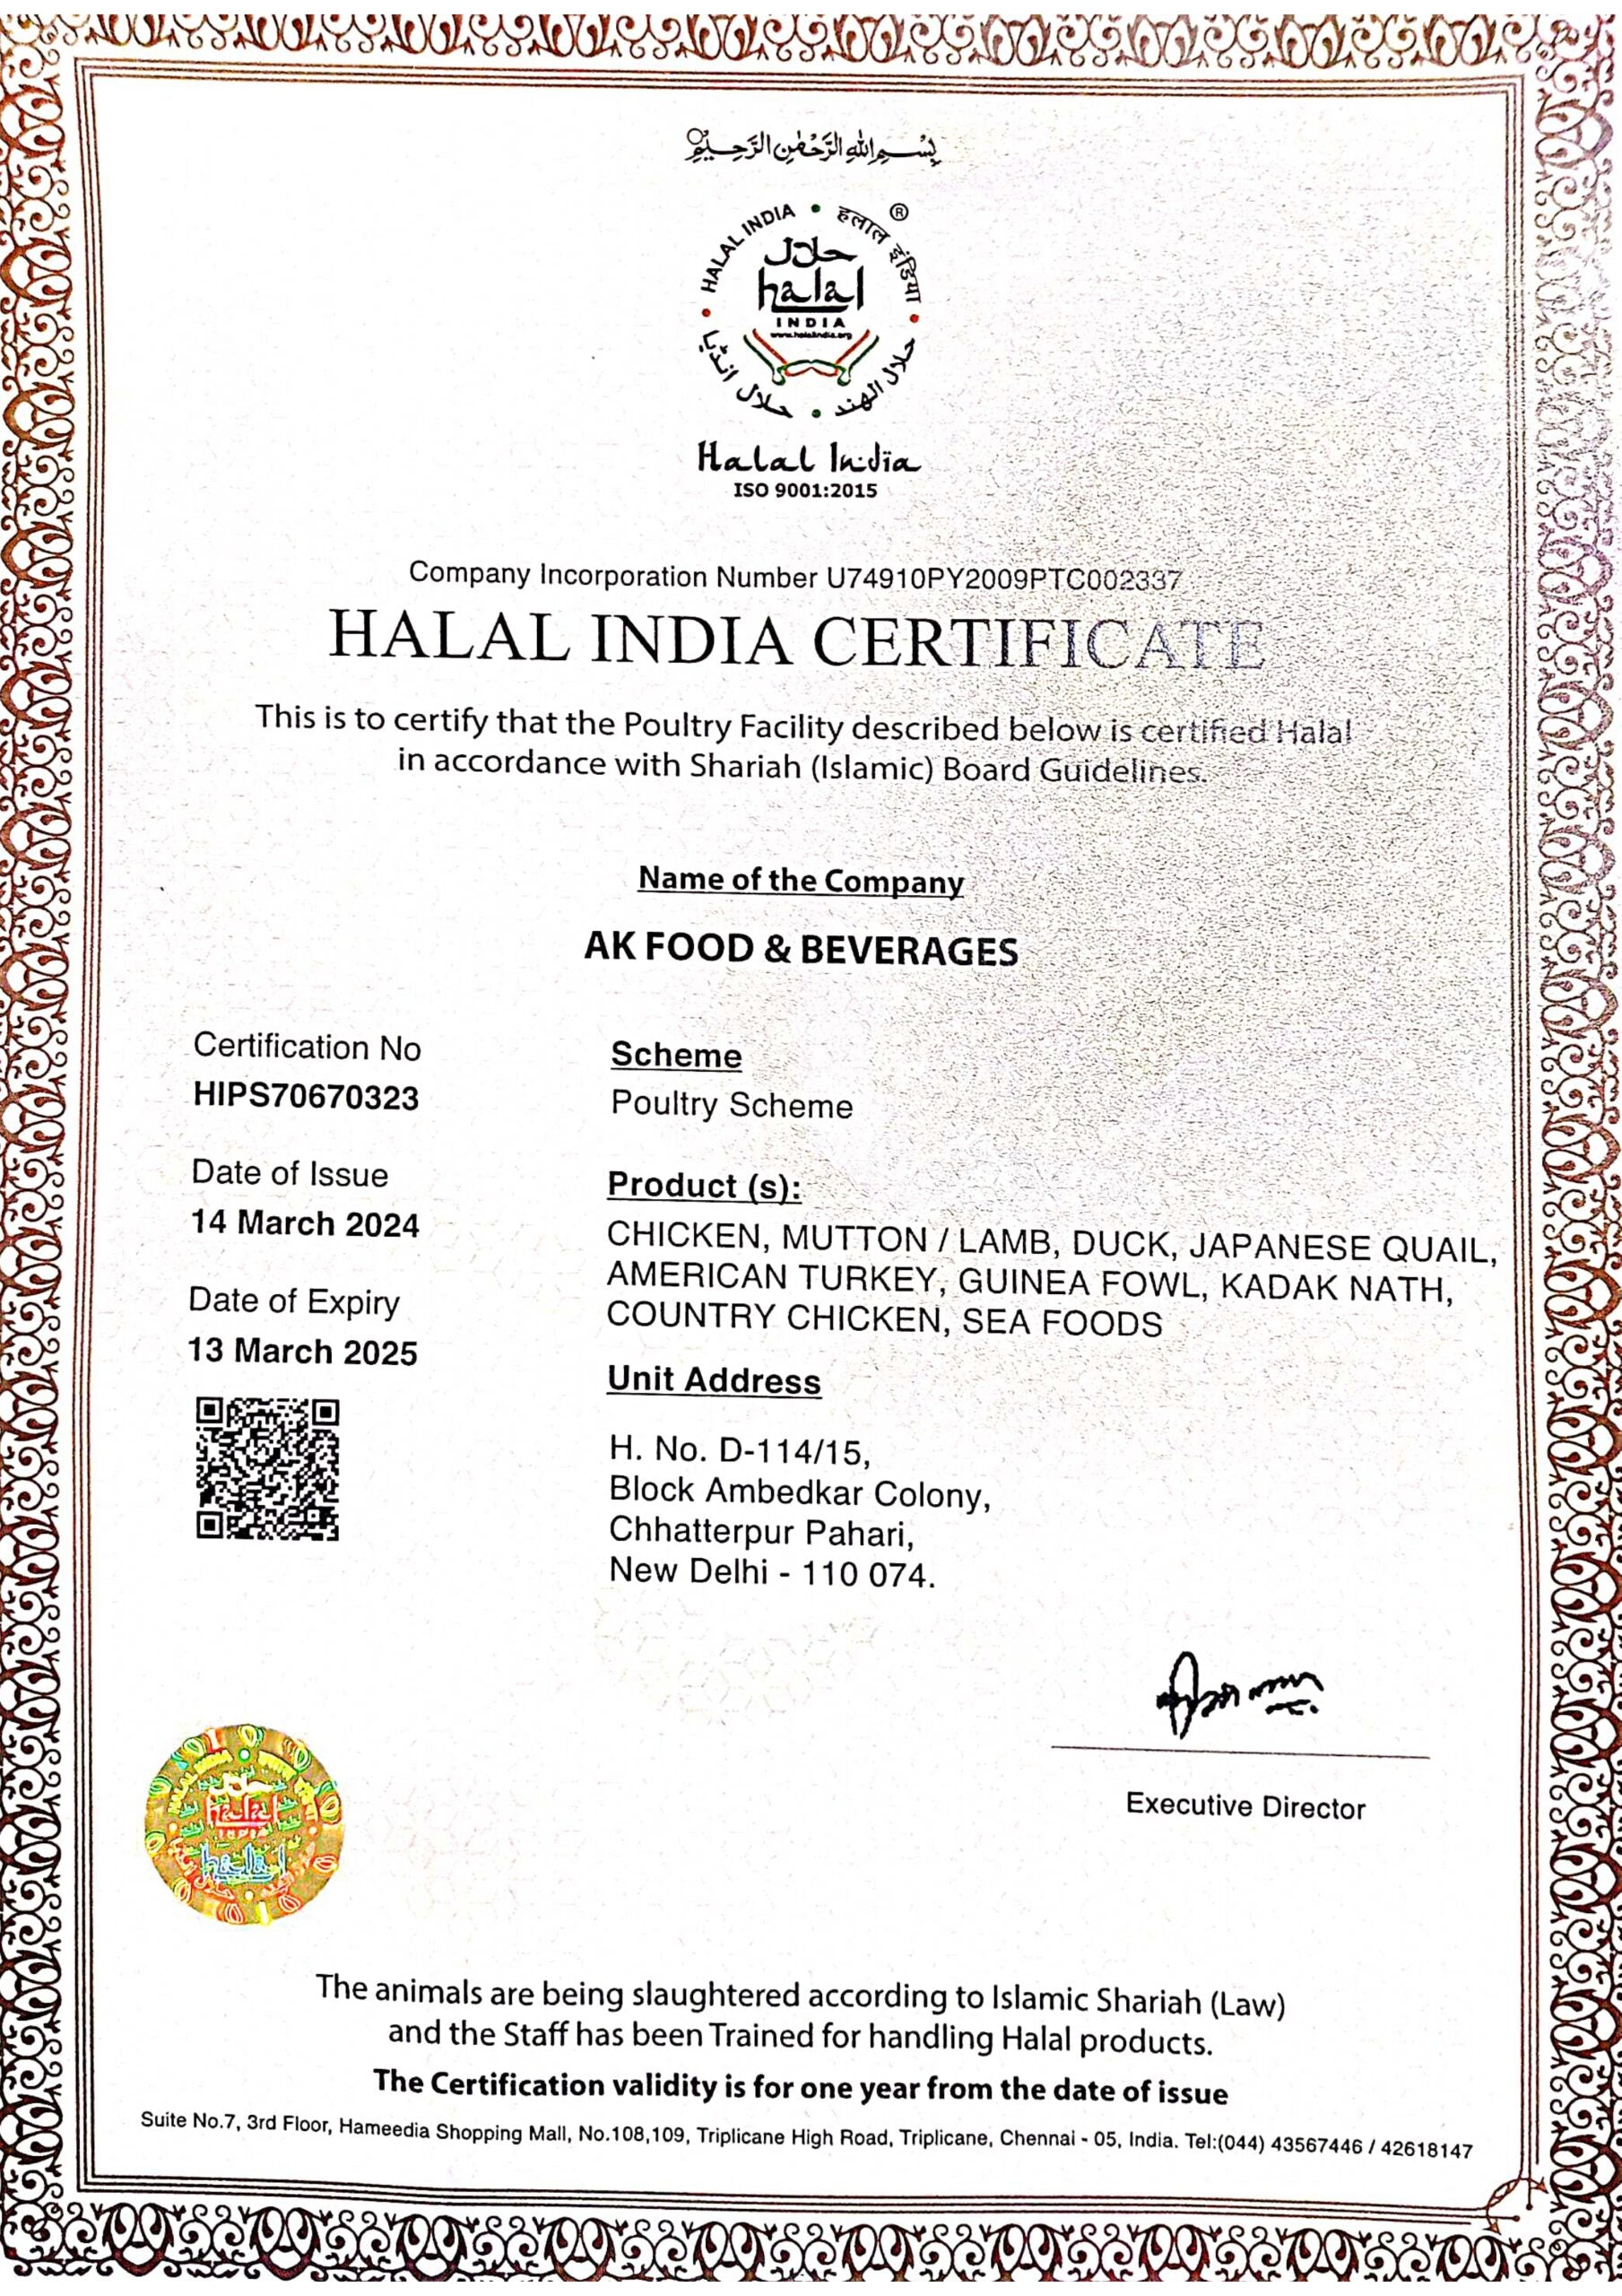 بِسْمِ اللهِ الرَّحْمٰنِ الرَّحِيْمِ
HALAL INDIA • हलाल इंडिया ®
حلال
halal
INDIA
www.halalindia.org
حلال انڈیا • حلال الهند
Halal India
ISO 9001:2015
Company Incorporation Number U74910PY2009PTC002337
HALAL INDIA CERTIFICATE
This is to certify that the Poultry Facility described below is certified Halal
in accordance with Shariah (Islamic) Board Guidelines.
Name of the Company
AK FOOD & BEVERAGES
Certification No
HIPS70670323
Date of Issue
14 March 2024
Date of Expiry
13 March 2025
Scheme
Poultry Scheme
Product (s):
CHICKEN, MUTTON / LAMB, DUCK, JAPANESE QUAIL,
AMERICAN TURKEY, GUINEA FOWL, KADAK NATH,
COUNTRY CHICKEN, SEA FOODS
Unit Address
H. No. D-114/15,
Block Ambedkar Colony,
Chhatterpur Pahari,
New Delhi - 110 074.
Executive Director
HALAL INDIA
halal
INDIA
halal
The animals are being slaughtered according to Islamic Shariah (Law)
and the Staff has been Trained for handling Halal products.
The Certification validity is for one year from the date of issue
Suite No.7, 3rd Floor, Hameedia Shopping Mall, No.108,109, Triplicane High Road, Triplicane, Chennai - 05, India. Tel:(044) 43567446 / 42618147